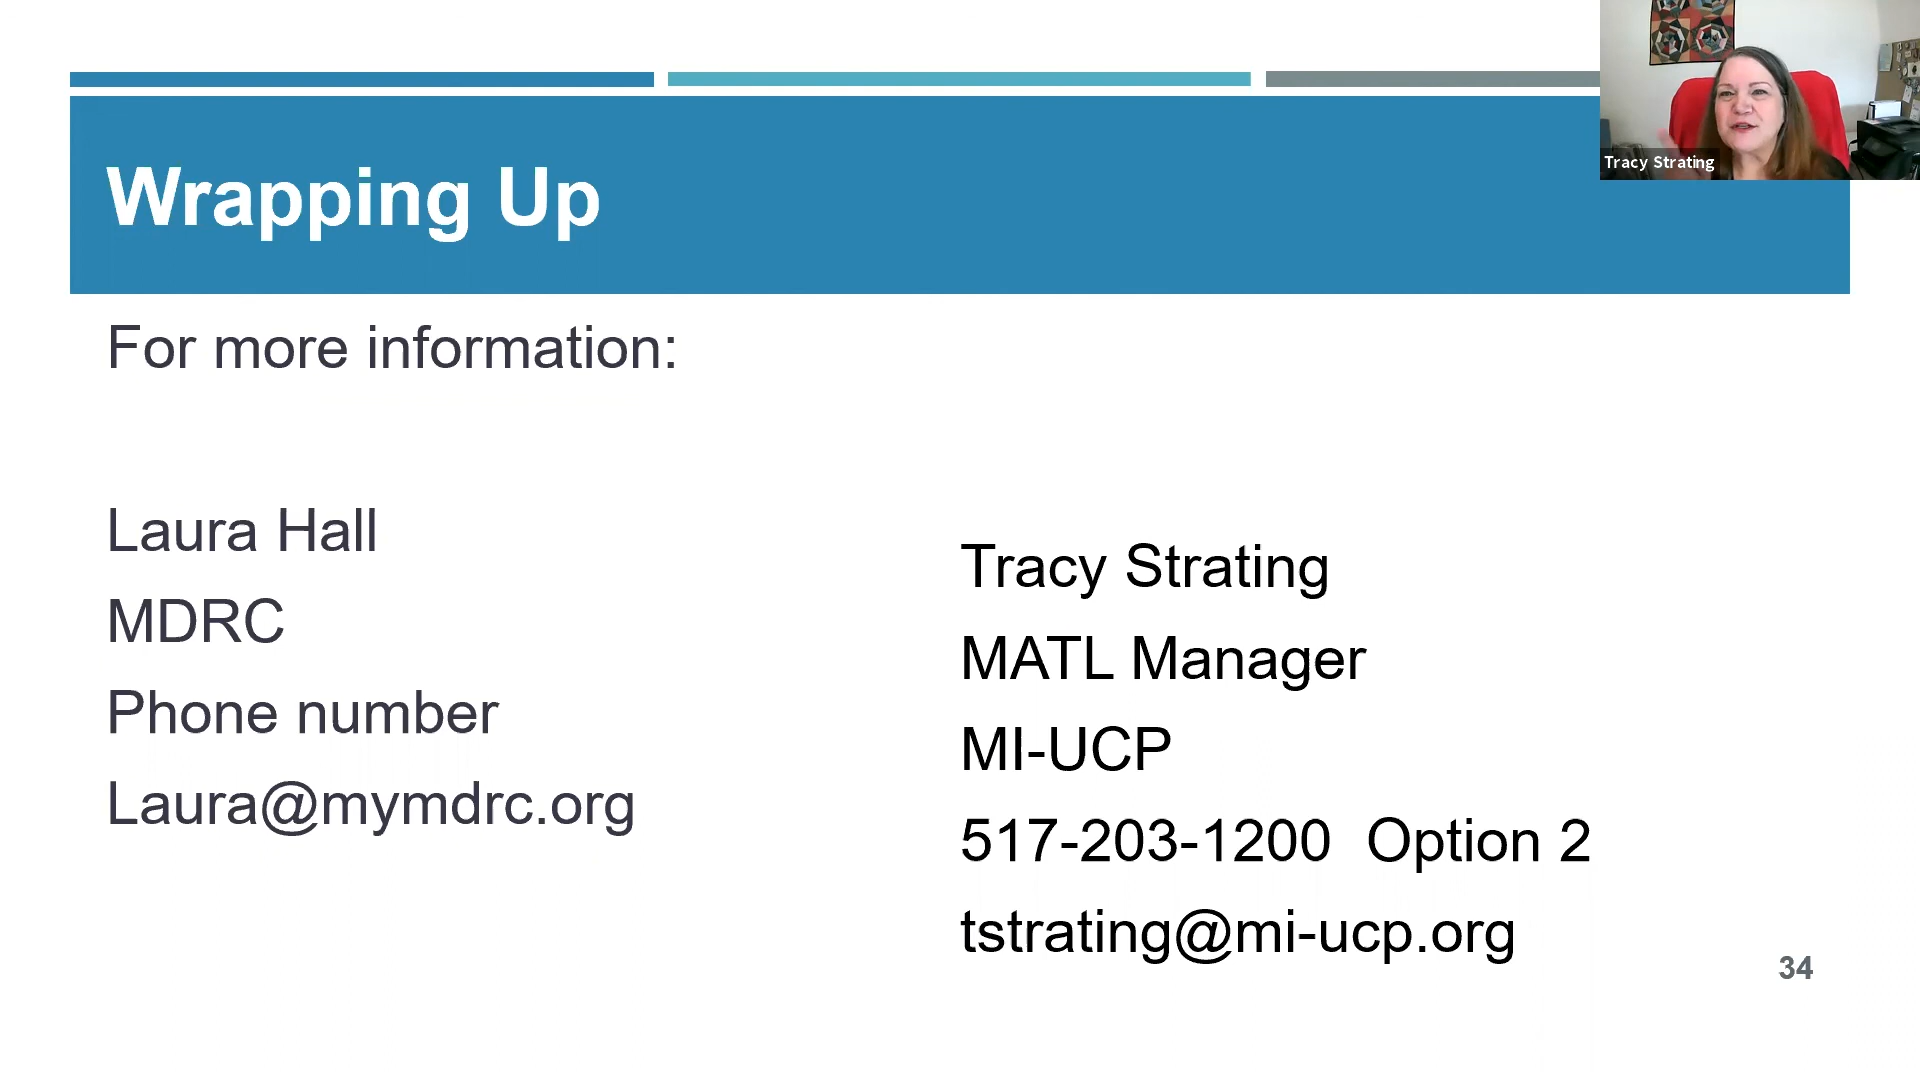 Wrapping Up
Tracy Strating
For more information:
Laura Hall
MDRC
Phone number
Laura@mymdrc.org
Tracy Strating
MATL Manager
MI-UCP
517-203-1200  Option 2
tstrating@mi-ucp.org
34